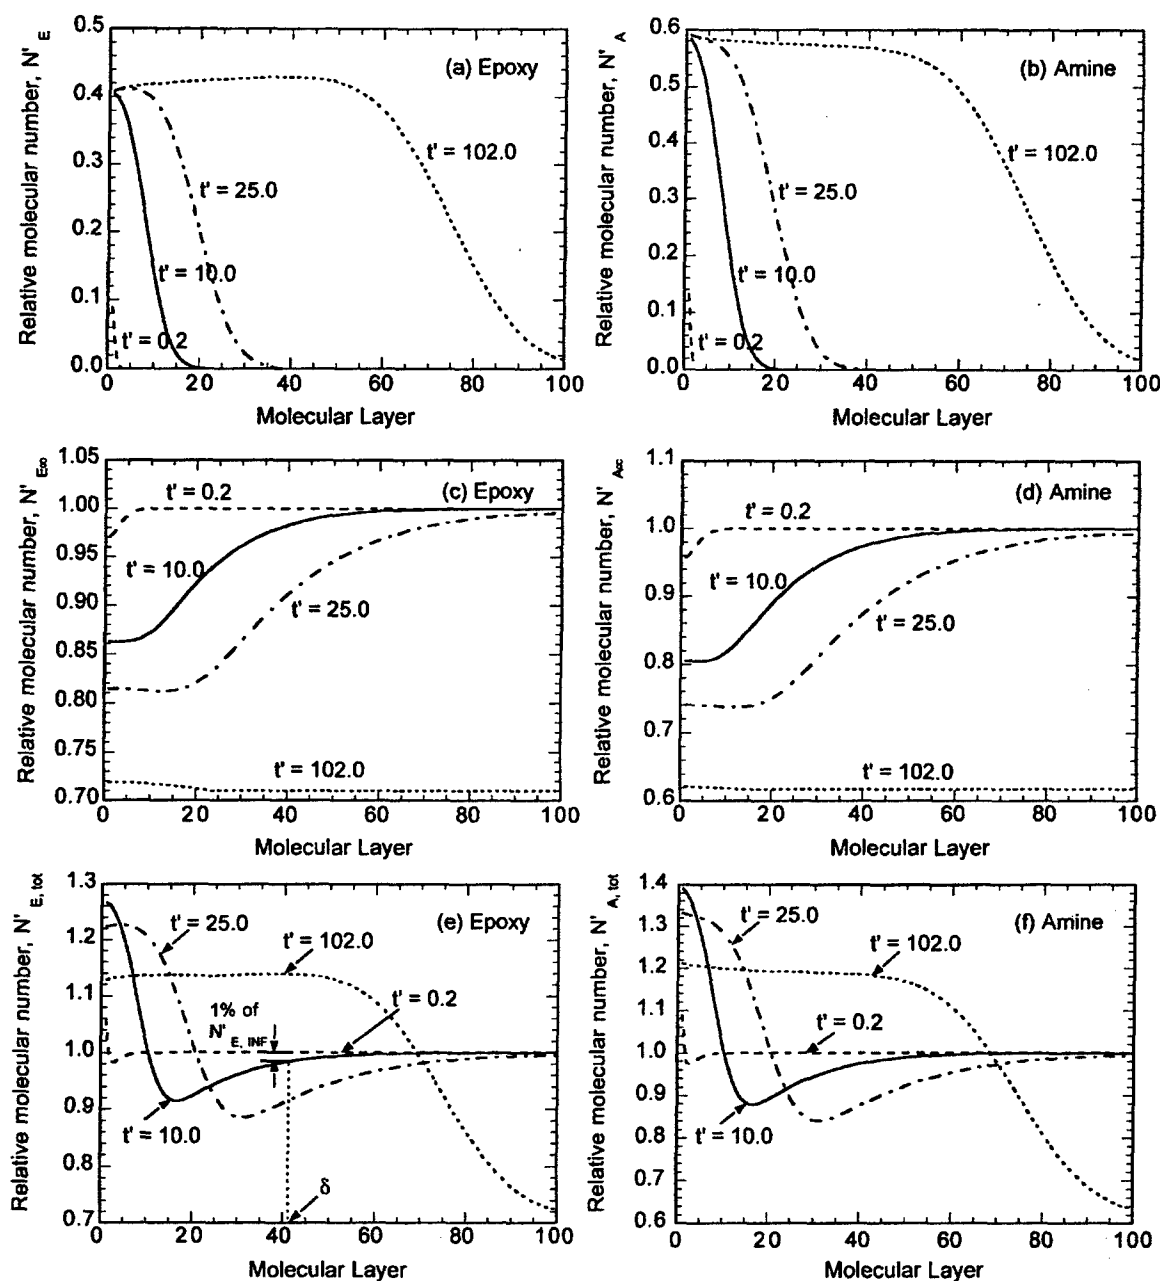 Relative molecular number, N'E
0.5
0.4
0.3
0.2
0.1
0.0
(a) Epoxy
t' = 102.0
t' = 25.0
t' = 10.0
t' = 0.2
0 20 40 60 80 100
Molecular Layer
Relative molecular number, N'A
0.6
0.5
0.4
0.3
0.2
0.1
0.0
(b) Amine
t' = 102.0
t' = 25.0
t' = 10.0
t' = 0.2
0 20 40 60 80 100
Molecular Layer
Relative molecular number, N'E∞
1.05
1.00
0.95
0.90
0.85
0.80
0.75
0.70
t' = 0.2
(c) Epoxy
t' = 10.0
t' = 25.0
t' = 102.0
0 20 40 60 80 100
Molecular Layer
Relative molecular number, N'A∞
1.1
1.0
0.9
0.8
0.7
0.6
(d) Amine
t' = 0.2
t' = 10.0
t' = 25.0
t' = 102.0
0 20 40 60 80 100
Molecular Layer
Relative molecular number, N'E, tot
1.3
1.2
1.1
1.0
0.9
0.8
0.7
(e) Epoxy
t' = 25.0
t' = 102.0
t' = 0.2
1% of
N'E, INF
t' = 10.0
δ
0 20 40 60 80 100
Molecular Layer
Relative molecular number, N'A, tot
1.4
1.3
1.2
1.1
1.0
0.9
0.8
0.7
0.6
t' = 25.0
(f) Amine
t' = 102.0
t' = 0.2
t' = 10.0
0 20 40 60 80 100
Molecular Layer